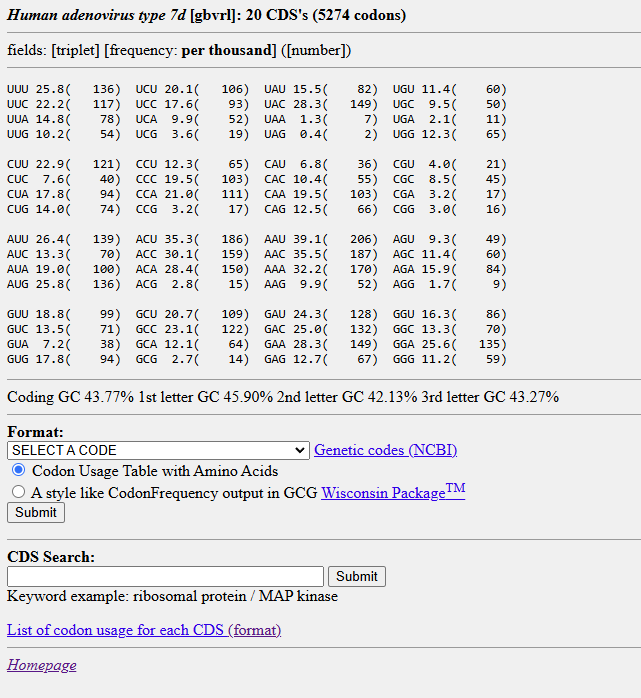 Human adenovirus type 7d [gbvrl]: 20 CDS's (5274 codons)
fields: [triplet] [frequency: per thousand] ([number])
UUU 25.8(   136)  UCU 20.1(   106)  UAU 15.5(    82)  UGU 11.4(    60)
UUC 22.2(   117)  UCC 17.6(    93)  UAC 28.3(   149)  UGC  9.5(    50)
UUA 14.8(    78)  UCA  9.9(    52)  UAA  1.3(     7)  UGA  2.1(    11)
UUG 10.2(    54)  UCG  3.6(    19)  UAG  0.4(     2)  UGG 12.3(    65)
CUU 22.9(   121)  CCU 12.3(    65)  CAU  6.8(    36)  CGU  4.0(    21)
CUC  7.6(    40)  CCC 19.5(   103)  CAC 10.4(    55)  CGC  8.5(    45)
CUA 17.8(    94)  CCA 21.0(   111)  CAA 19.5(   103)  CGA  3.2(    17)
CUG 14.0(    74)  CCG  3.2(    17)  CAG 12.5(    66)  CGG  3.0(    16)
AUU 26.4(   139)  ACU 35.3(   186)  AAU 39.1(   206)  AGU  9.3(    49)
AUC 13.3(    70)  ACC 30.1(   159)  AAC 35.5(   187)  AGC 11.4(    60)
AUA 19.0(   100)  ACA 28.4(   150)  AAA 32.2(   170)  AGA 15.9(    84)
AUG 25.8(   136)  ACG  2.8(    15)  AAG  9.9(    52)  AGG  1.7(     9)
GUU 18.8(    99)  GCU 20.7(   109)  GAU 24.3(   128)  GGU 16.3(    86)
GUC 13.5(    71)  GCC 23.1(   122)  GAC 25.0(   132)  GGC 13.3(    70)
GUA  7.2(    38)  GCA 12.1(    64)  GAA 28.3(   149)  GGA 25.6(   135)
GUG 17.8(    94)  GCG  2.7(    14)  GAG 12.7(    67)  GGG 11.2(    59)
Coding GC 43.77% 1st letter GC 45.90% 2nd letter GC 42.13% 3rd letter GC 43.27%
Format:
SELECT A CODE Genetic codes (NCBI)
Codon Usage Table with Amino Acids
A style like CodonFrequency output in GCG Wisconsin Package™
Submit
CDS Search:
Submit
Keyword example: ribosomal protein / MAP kinase
List of codon usage for each CDS (format)
Homepage